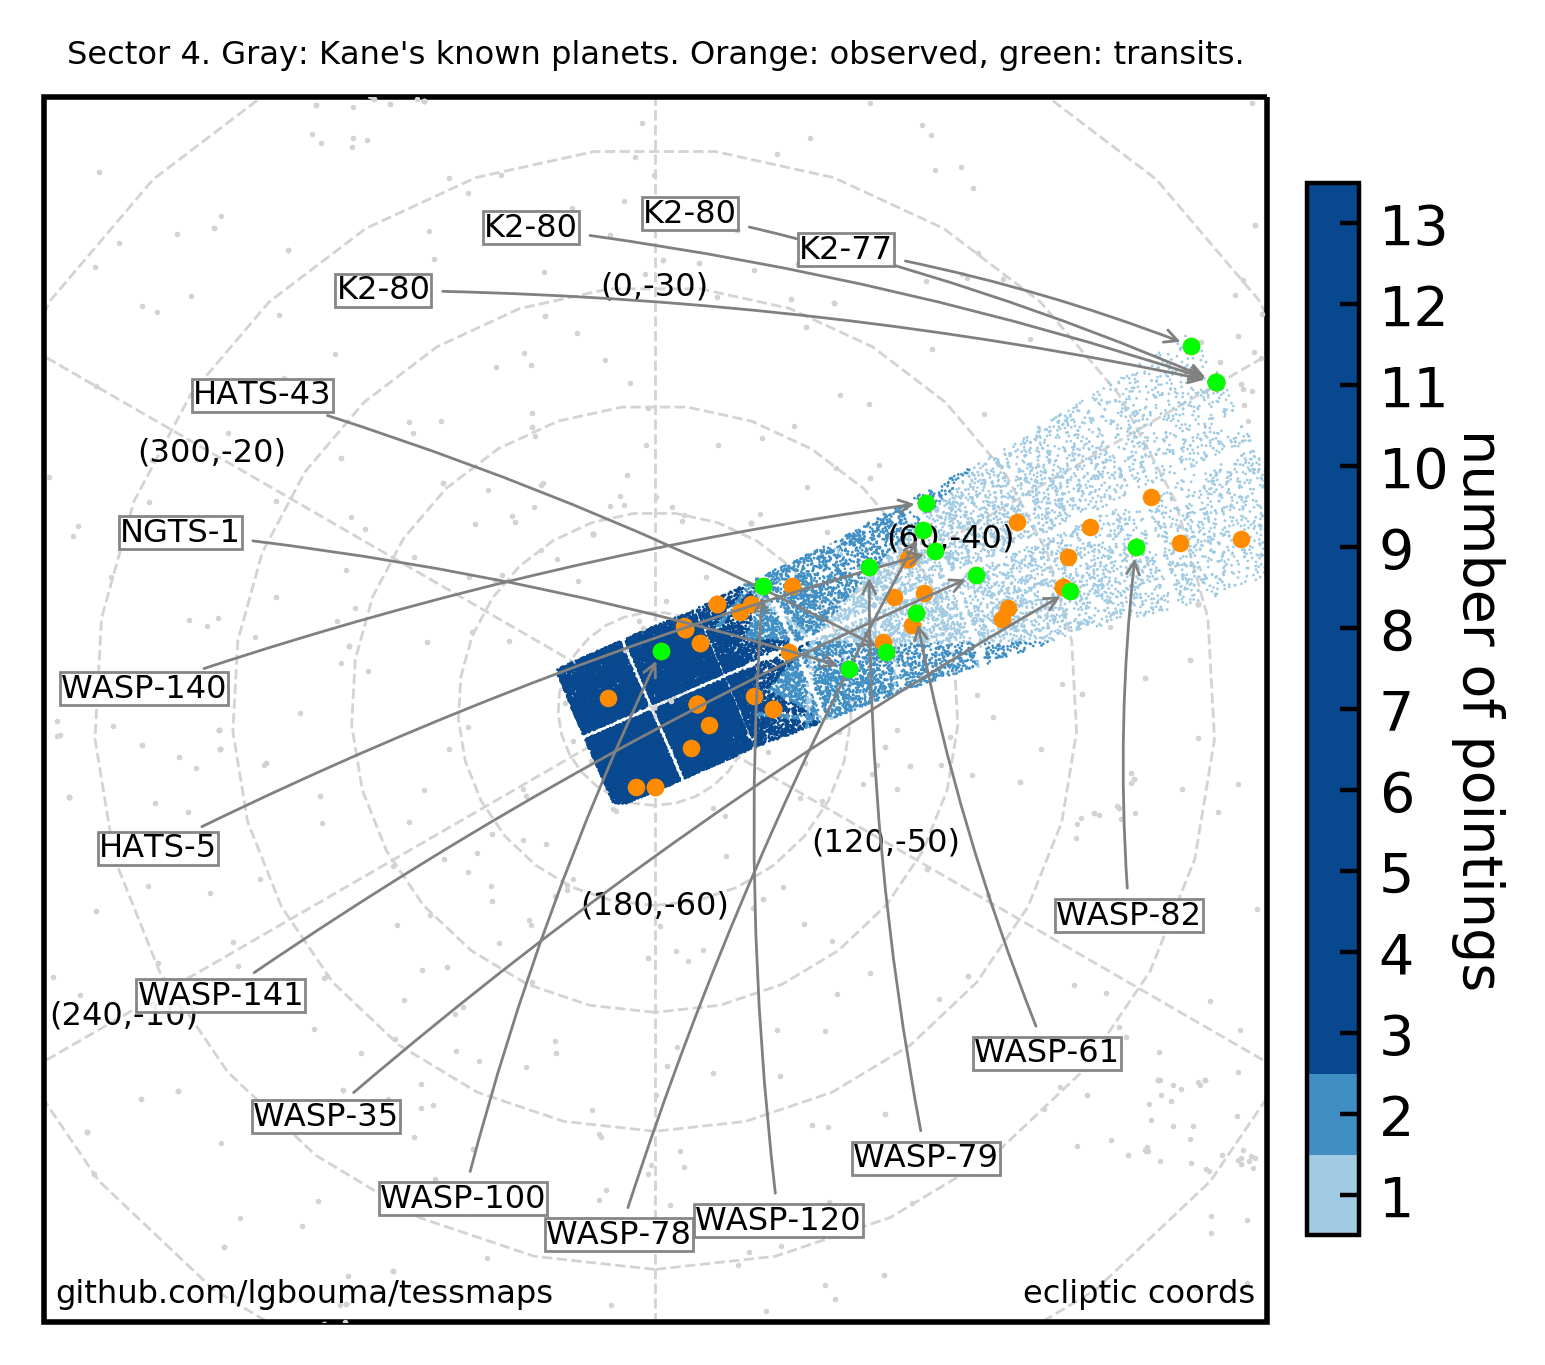 Sector 4. Gray: Kane's known planets. Orange: observed, green: transits.
K2-80
K2-80
K2-77
K2-80
(0,-30)
HATS-43
(300,-20)
NGTS-1
(60,-40)
WASP-140
HATS-5
(120,-50)
(180,-60)
WASP-82
WASP-141
(240,-10)
WASP-61
WASP-35
WASP-79
WASP-100
WASP-78
WASP-120
github.com/lgbouma/tessmaps
ecliptic coords
13
12
11
10
9
8
7
6
5
4
3
2
1
number of pointings